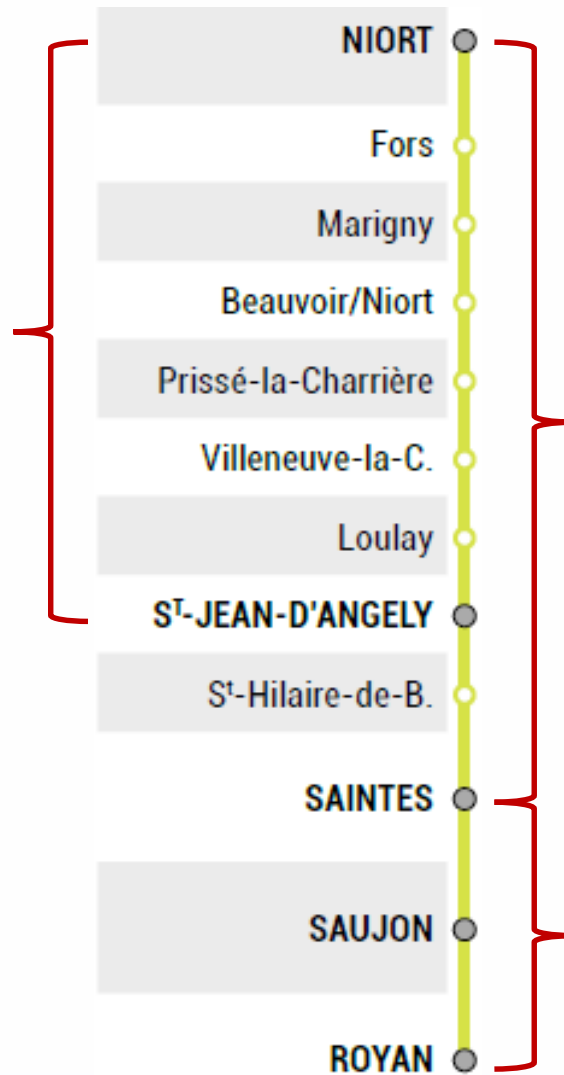 NIORT
Fors
Marigny
Beauvoir/Niort
Prissé-la-Charrière
Villeneuve-la-C.
Loulay
Sᵀ-JEAN-D'ANGELY
Sᵗ-Hilaire-de-B.
SAINTES
SAUJON
ROYAN